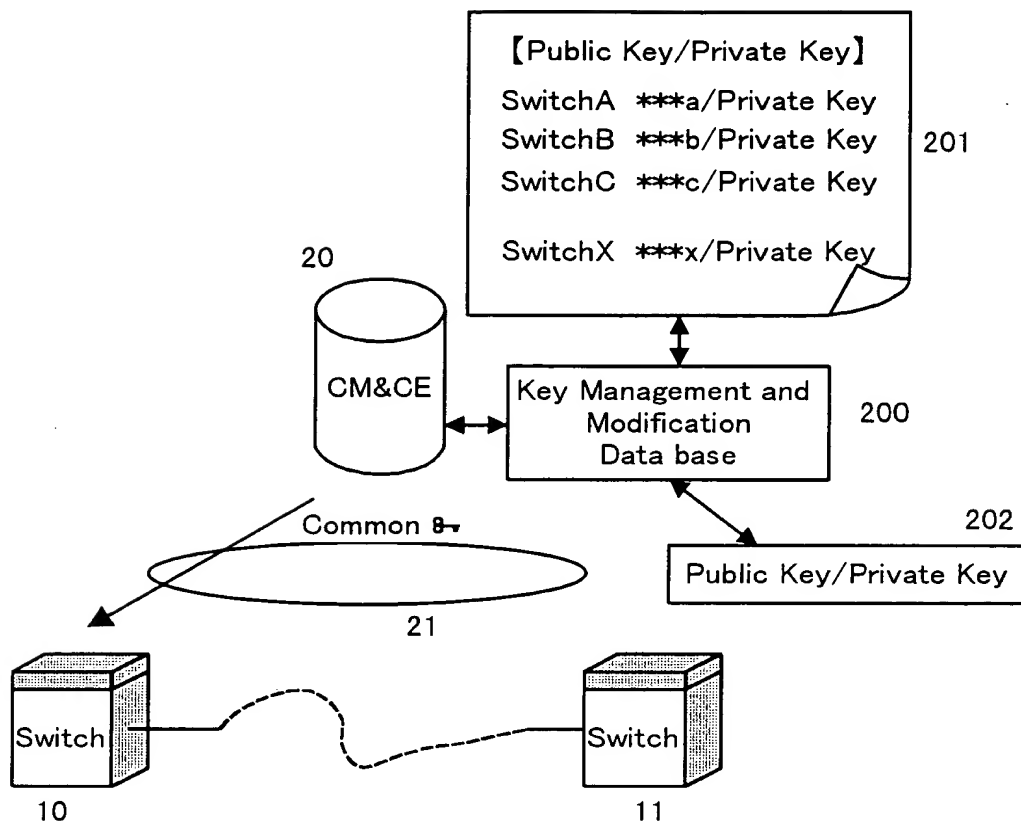 【Public Key/Private Key】
SwitchA ***a/Private Key
SwitchB ***b/Private Key
SwitchC ***c/Private Key
SwitchX ***x/Private Key
201
20
CM&CE
Key Management and
Modification
Data base
200
Common
202
Public Key/Private Key
21
Switch
Switch
10
11